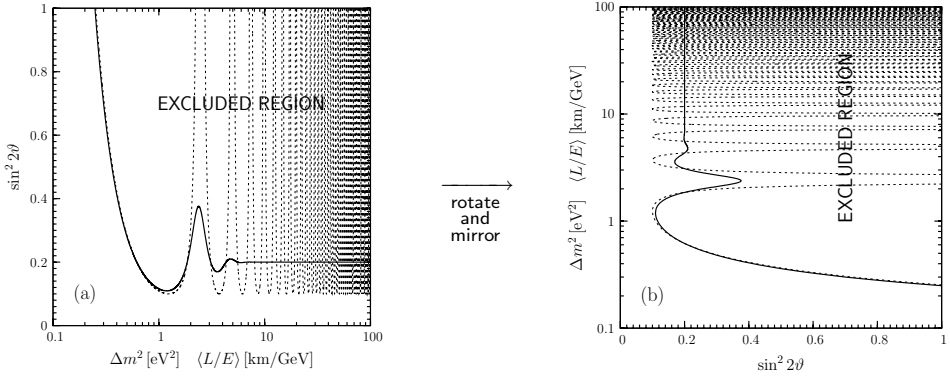 1
0.8
0.6
0.4
0.2
0
sin² 2ϑ
EXCLUDED REGION
(a)
0.1
1
10
100
Δm² [eV²] ⟨L/E⟩ [km/GeV]
rotate
and
mirror
100
10
1
0.1
Δm² [eV²] ⟨L/E⟩ [km/GeV]
EXCLUDED REGION
(b)
0
0.2
0.4
0.6
0.8
1
sin² 2ϑ